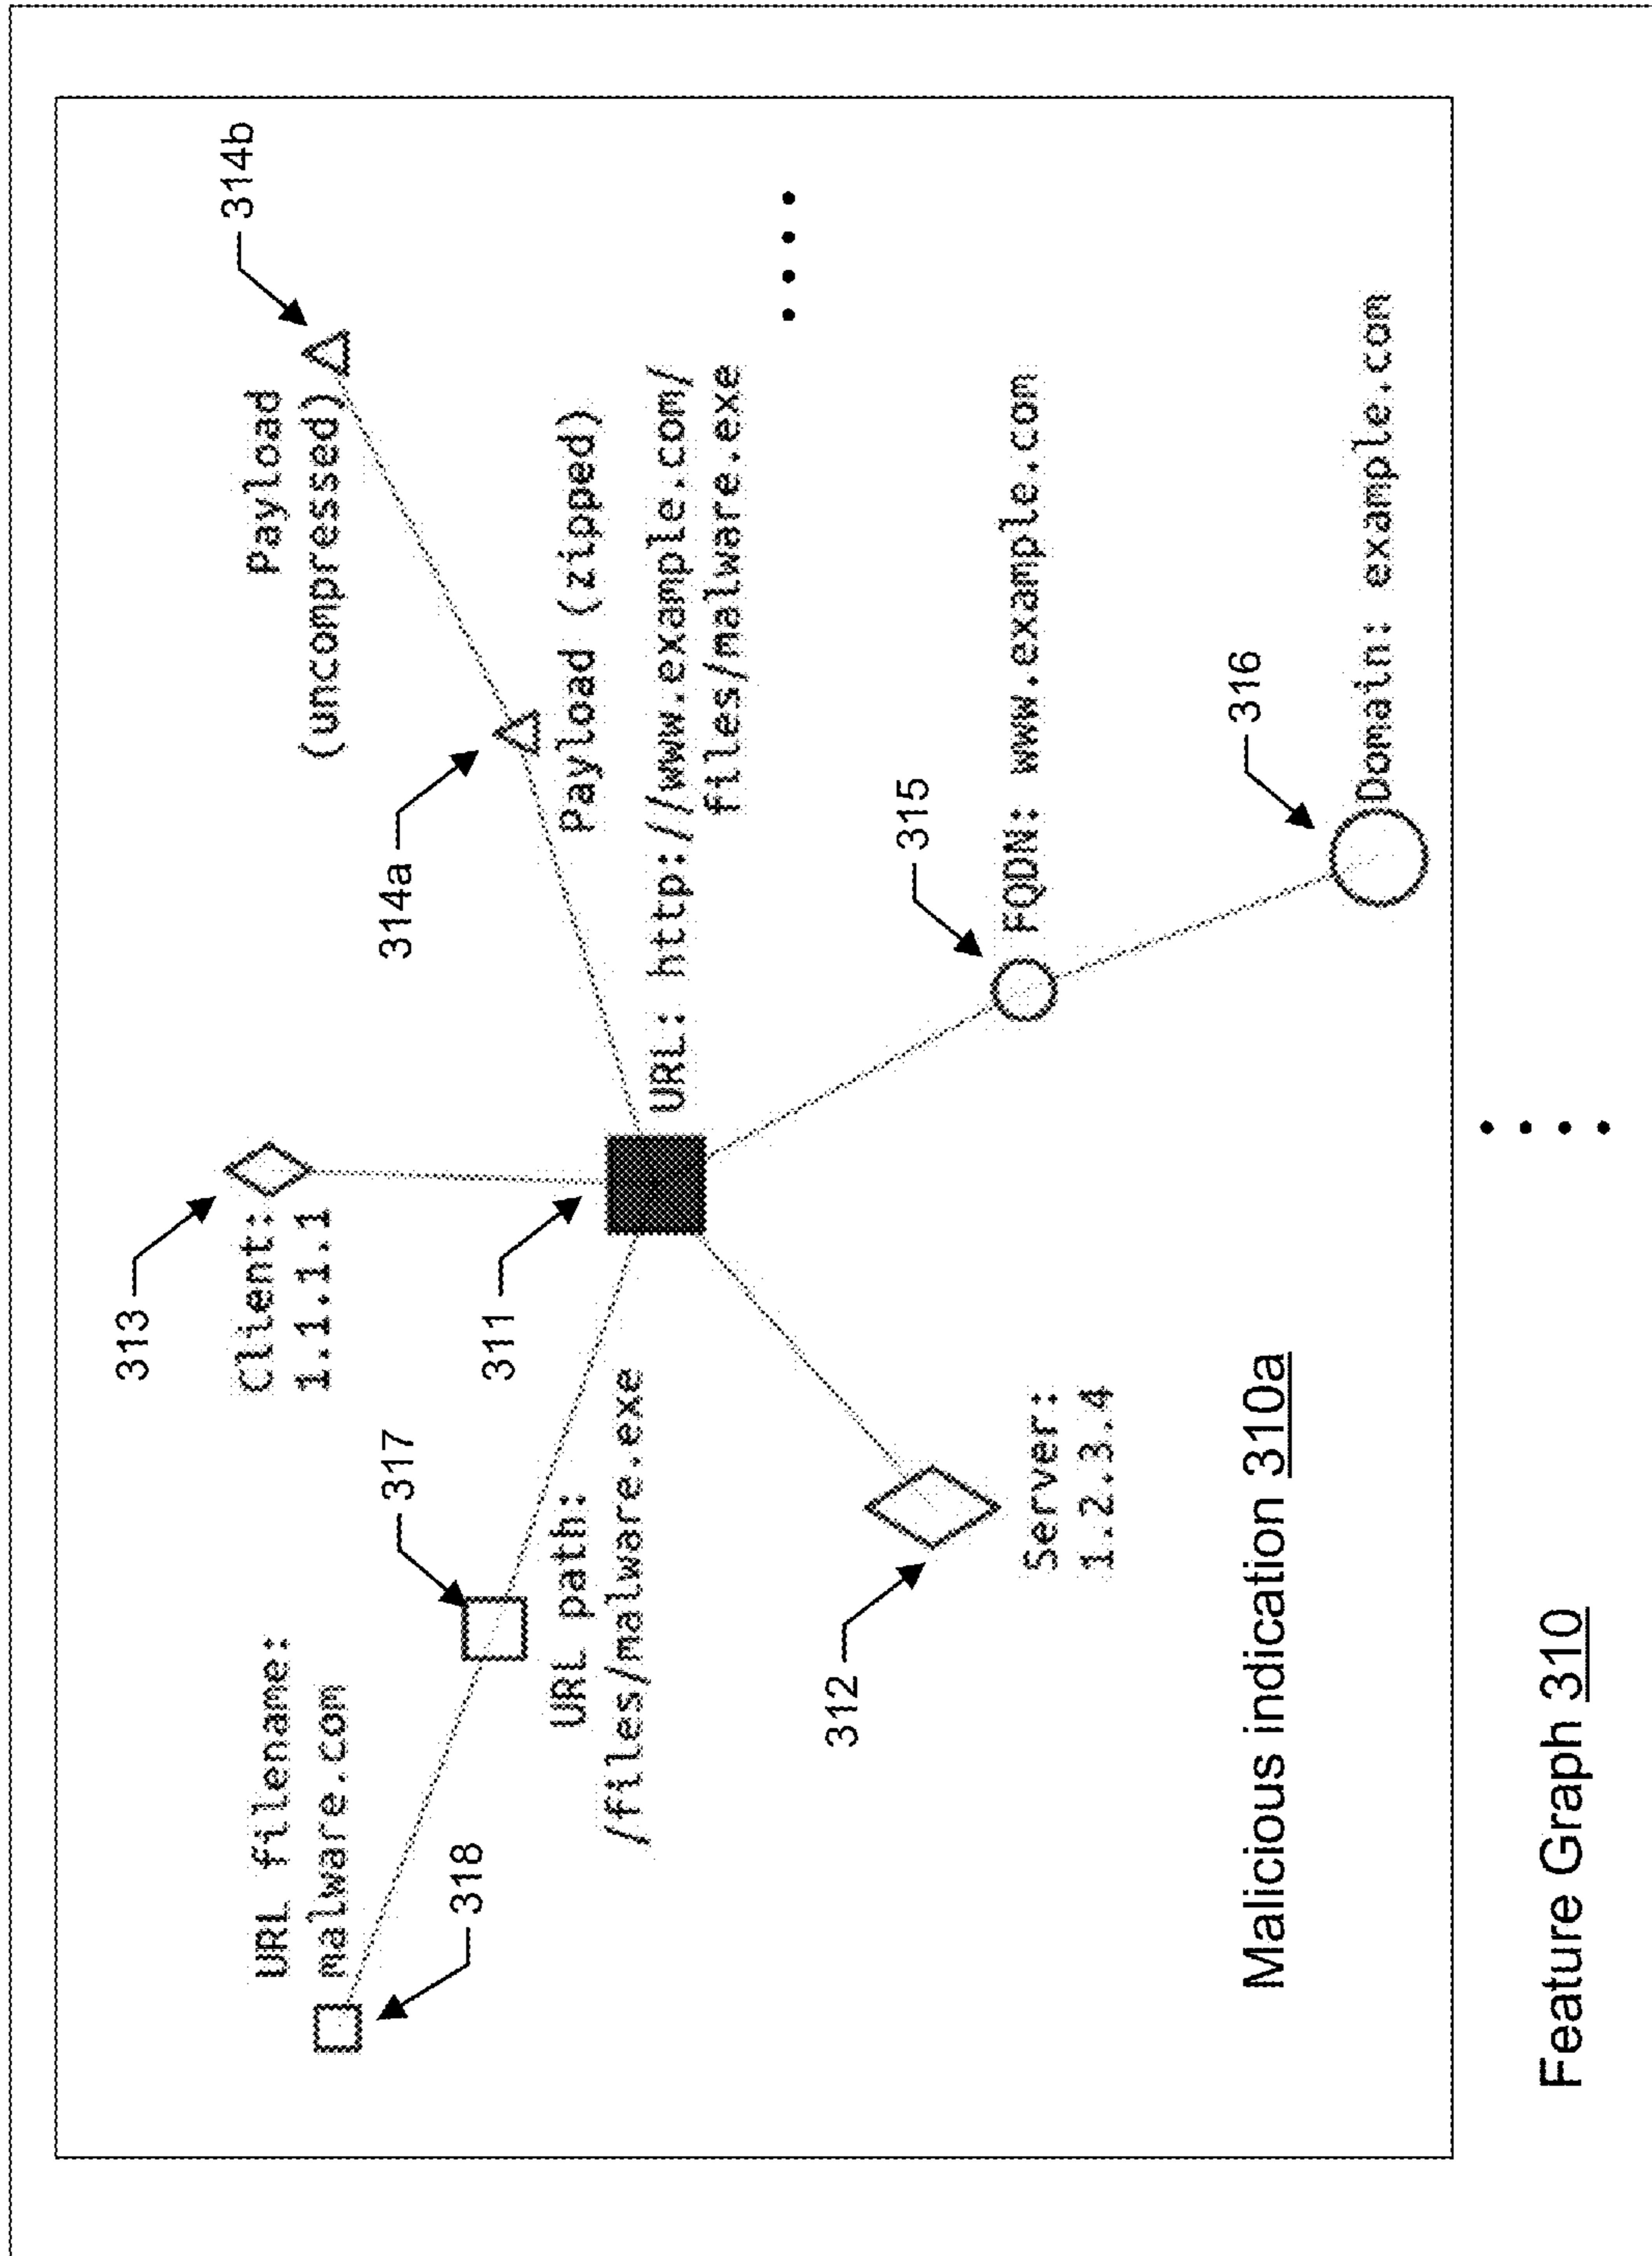 314b
Payload
(uncompressed)
313
Client:
1.1.1.1
314a
Payload (zipped)
URL filename:
malware.com
317
318
URL path:
/files/malware.exe
311
URL: http://www.example.com/
files/malware.exe
315
FQDN: www.example.com
312
Server:
1.2.3.4
316
Domain: example.com
Malicious indication 310a
Feature Graph 310